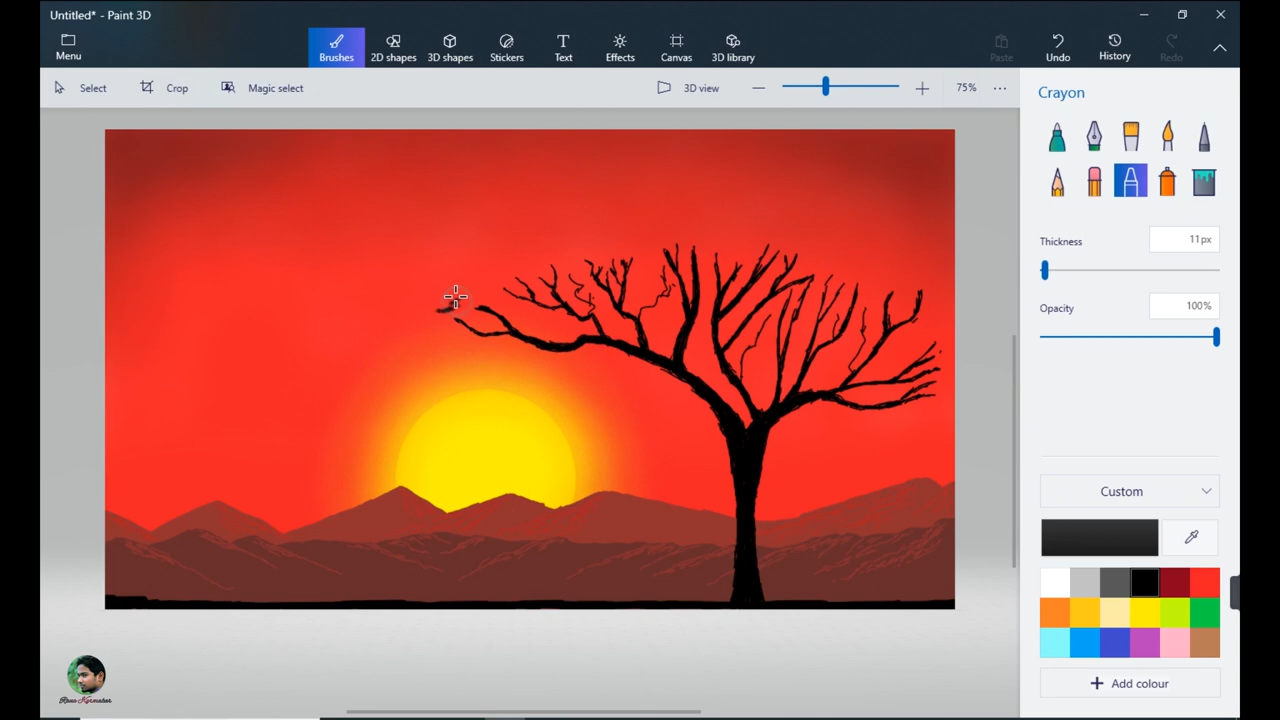 Untitled* - Paint 3D
Menu
Brushes
2D shapes
3D shapes
Stickers
Text
Effects
Canvas
3D library
Paste
Undo
History
Redo
Select
Crop
Magic select
3D view
75%
Crayon
Thickness
11px
Opacity
100%
Custom
Add colour